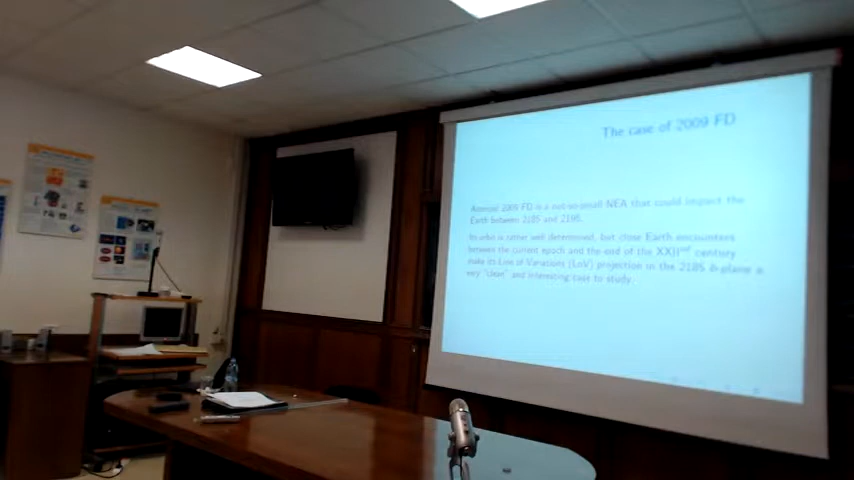 The case of 2009 FD
Asteroid 2009 FD is a not-so-small NEA that could impact the
Earth between 2185 and 2196.
Its orbit is rather well determined, but close Earth encounters
between the current epoch and the end of the XXIInd century
make its Line of Variations (LoV) projection in the 2185 b-plane a
very "clean" and interesting case to study.